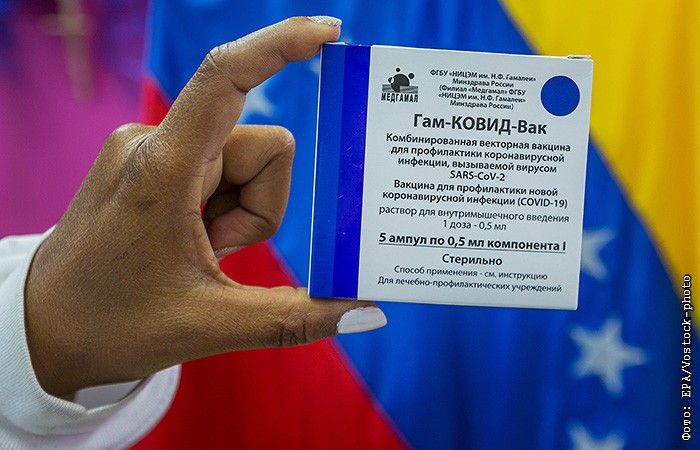 ФГБУ «НИЦЭМ им. Н.Ф. Гамалеи»
Минздрава России
(Филиал «Медгамал» ФГБУ
«НИЦЭМ им. Н.Ф. Гамалеи»
Минздрава России)
МЕДГАМАЛ
Гам-КОВИД-Вак
Комбинированная векторная вакцина
для профилактики коронавирусной
инфекции, вызываемой вирусом
SARS-CoV-2
Вакцина для профилактики новой
коронавирусной инфекции (COVID-19)
раствор для внутримышечного введения
1 доза - 0,5 мл
5 ампул по 0,5 мл компонента I
Стерильно
Способ применения - см. инструкцию
Для лечебно-профилактических учреждений
Фото: EPA/Vostock-photo